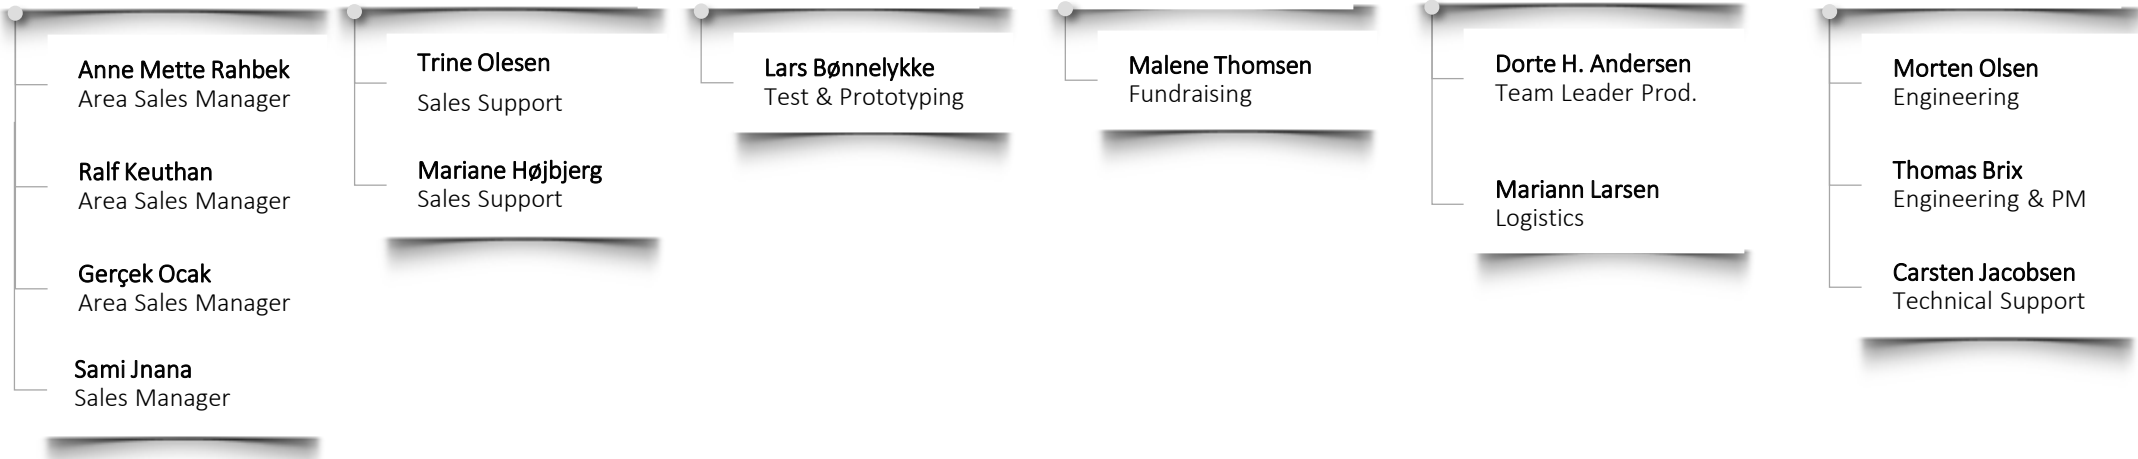 Anne Mette Rahbek
Area Sales Manager
Ralf Keuthan
Area Sales Manager
Gerçek Ocak
Area Sales Manager
Sami Jnana
Sales Manager
Trine Olesen
Sales Support
Mariane Højbjerg
Sales Support
Lars Bønnelykke
Test & Prototyping
Malene Thomsen
Fundraising
Dorte H. Andersen
Team Leader Prod.
Mariann Larsen
Logistics
Morten Olsen
Engineering
Thomas Brix
Engineering & PM
Carsten Jacobsen
Technical Support